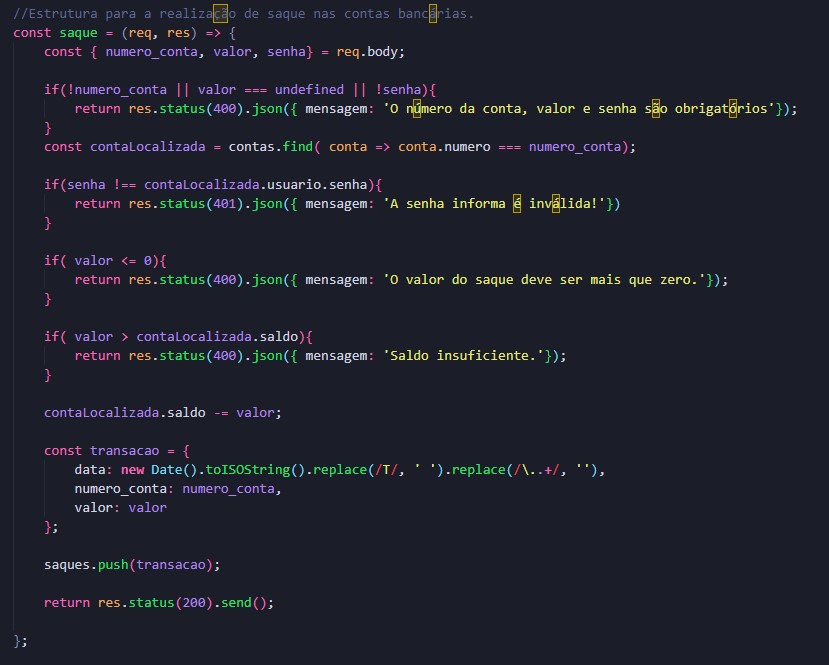 //Estrutura para a realização de saque nas contas bancárias.
const saque = (req, res) => {
    const { numero_conta, valor, senha} = req.body;

    if(!numero_conta || valor === undefined || !senha){
        return res.status(400).json({ mensagem: 'O número da conta, valor e senha são obrigatórios'});
    }
    const contaLocalizada = contas.find( conta => conta.numero === numero_conta);

    if(senha !== contaLocalizada.usuario.senha){
        return res.status(401).json({ mensagem: 'A senha informa é inválida!'})
    }

    if( valor <= 0){
        return res.status(400).json({ mensagem: 'O valor do saque deve ser mais que zero.'});
    }

    if( valor > contaLocalizada.saldo){
        return res.status(400).json({ mensagem: 'Saldo insuficiente.'});
    }

    contaLocalizada.saldo -= valor;

    const transacao = {
        data: new Date().toISOString().replace(/T/, ' ').replace(/\..+/, ''),
        numero_conta: numero_conta,
        valor: valor
    };

    saques.push(transacao);

    return res.status(200).send();

};